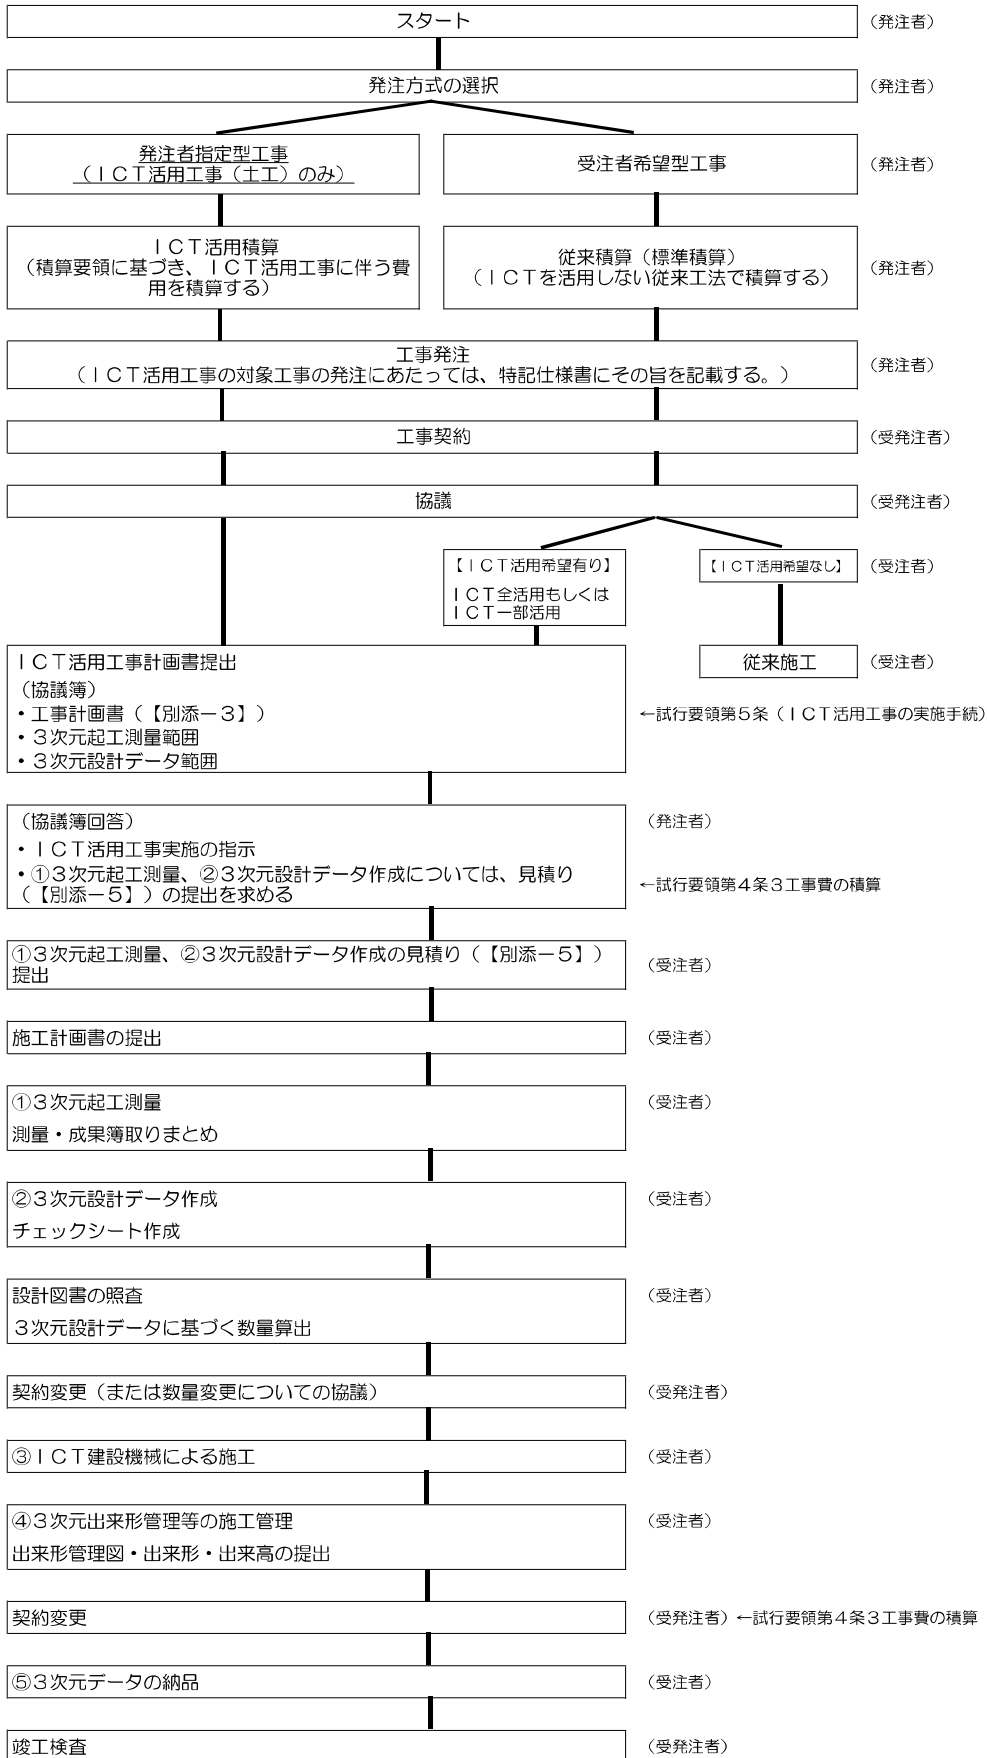 スタート
（発注者）
発注方式の選択
（発注者）
発注者指定型工事
（ＩＣＴ活用工事（土工）のみ）
受注者希望型工事
（発注者）
ＩＣＴ活用積算
（積算要領に基づき、ＩＣＴ活用工事に伴う費
用を積算する）
従来積算（標準積算）
（ＩＣＴを活用しない従来工法で積算する）
（発注者）
工事発注
（ＩＣＴ活用工事の対象工事の発注にあたっては、特記仕様書にその旨を記載する。）
（発注者）
工事契約
（受発注者）
協議
（受発注者）
【ＩＣＴ活用希望有り】
ＩＣＴ全活用もしくは
ＩＣＴ一部活用
【ＩＣＴ活用希望なし】
（受注者）
ＩＣＴ活用工事計画書提出
（協議簿）
・工事計画書（【別添－３】）
・３次元起工測量範囲
・３次元設計データ範囲
従来施工
（受注者）
←試行要領第５条（ＩＣＴ活用工事の実施手続）
（協議簿回答）
・ＩＣＴ活用工事実施の指示
・①３次元起工測量、②３次元設計データ作成については、見積り
（【別添－５】）の提出を求める
（発注者）
←試行要領第４条３工事費の積算
①３次元起工測量、②３次元設計データ作成の見積り（【別添－５】）
提出
（受注者）
施工計画書の提出
（受注者）
①３次元起工測量
測量・成果簿取りまとめ
（受注者）
②３次元設計データ作成
チェックシート作成
（受注者）
設計図書の照査
３次元設計データに基づく数量算出
（受注者）
契約変更（または数量変更についての協議）
（受発注者）
③ＩＣＴ建設機械による施工
（受注者）
④３次元出来形管理等の施工管理
出来形管理図・出来形・出来高の提出
（受注者）
契約変更
（受発注者）←試行要領第４条３工事費の積算
⑤３次元データの納品
（受注者）
竣工検査
（受発注者）